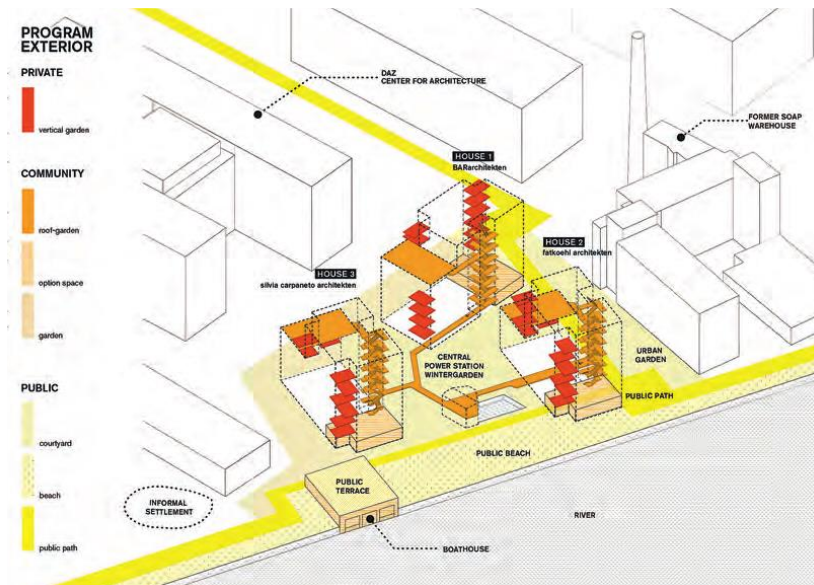 PROGRAM
EXTERIOR
PRIVATE
vertical garden
COMMUNITY
roof-garden
option space
garden
PUBLIC
courtyard
beach
public path
DAZ
CENTER FOR ARCHITECTURE
FORMER SOAP
WAREHOUSE
HOUSE 1
BARarchitekten
HOUSE 2
fatkoehl architekten
HOUSE 3
silvia carpaneto architekten
CENTRAL
POWER STATION
WINTERGARDEN
URBAN
GARDEN
PUBLIC PATH
PUBLIC BEACH
PUBLIC
TERRACE
INFORMAL
SETTLEMENT
RIVER
BOATHOUSE